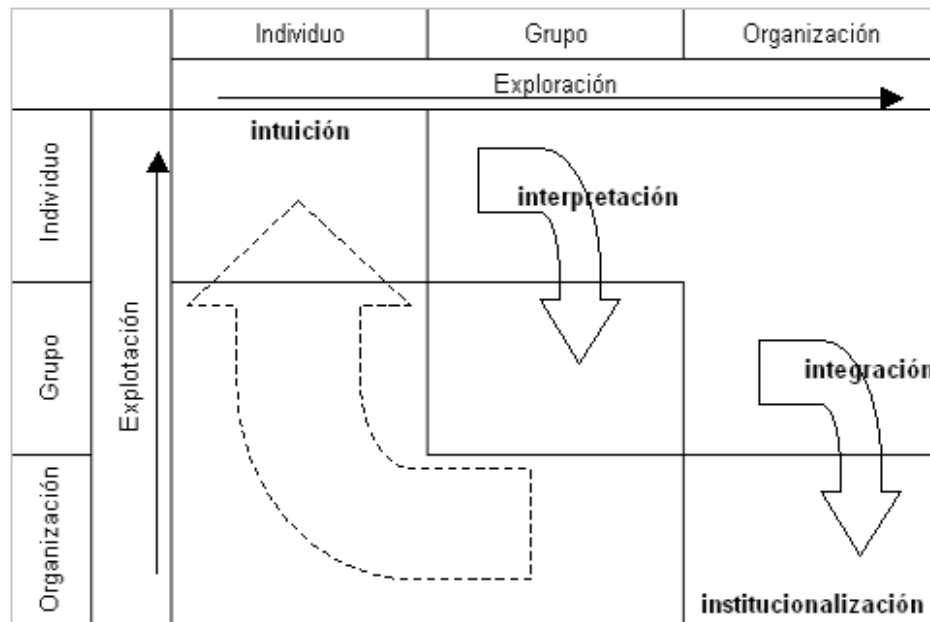 Individuo Grupo Organización
Exploración
intuición
Individuo
interpretación
Explotación
Grupo
integración
Organización
institucionalización